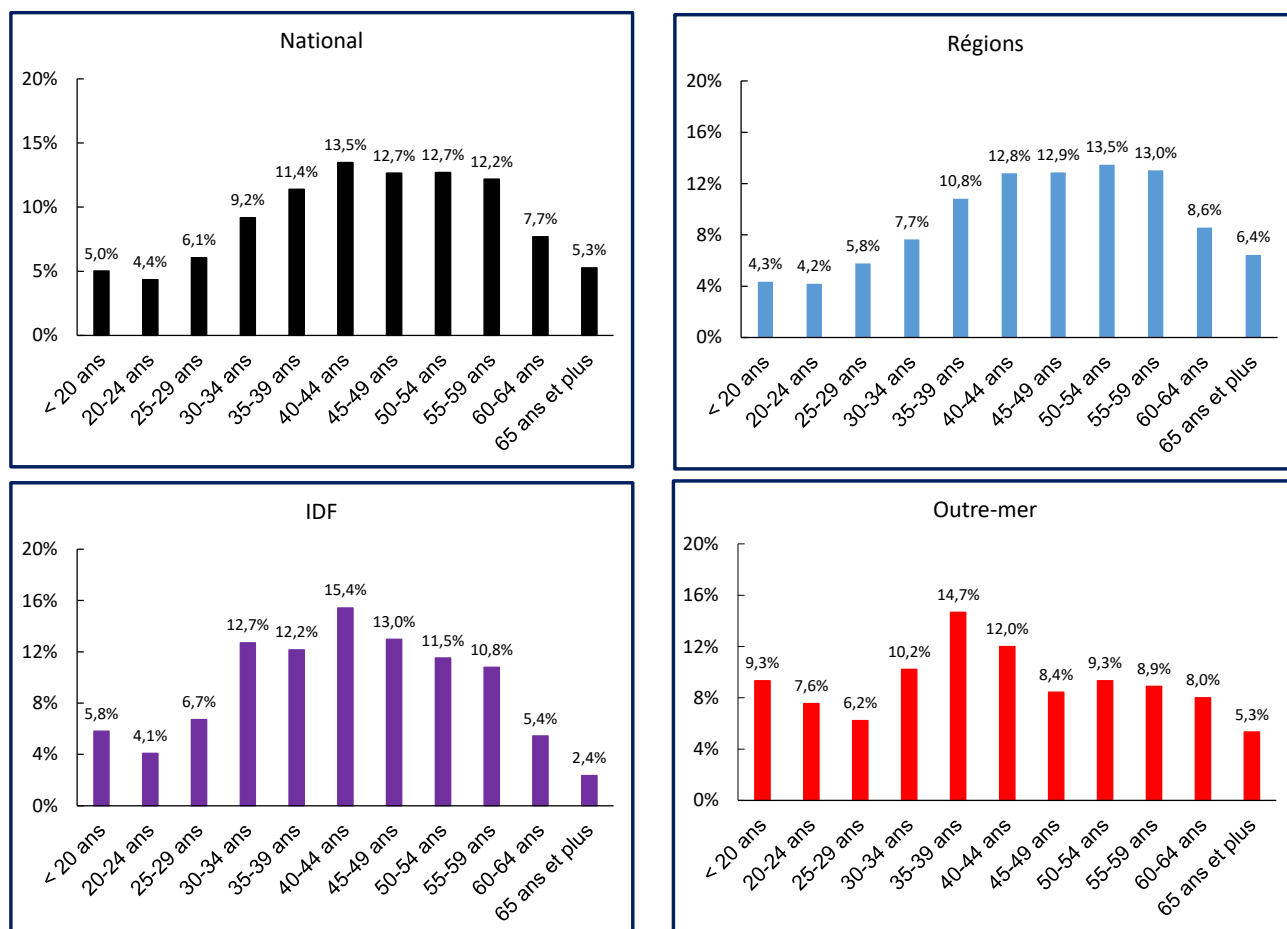 National
20%
15%
10%
5%
0%
5,0%
4,4%
6,1%
9,2%
11,4%
13,5%
12,7%
12,7%
12,2%
7,7%
5,3%
< 20 ans
20-24 ans
25-29 ans
30-34 ans
35-39 ans
40-44 ans
45-49 ans
50-54 ans
55-59 ans
60-64 ans
65 ans et plus
Régions
20%
16%
12%
8%
4%
0%
4,3%
4,2%
5,8%
7,7%
10,8%
12,8%
12,9%
13,5%
13,0%
8,6%
6,4%
< 20 ans
20-24 ans
25-29 ans
30-34 ans
35-39 ans
40-44 ans
45-49 ans
50-54 ans
55-59 ans
60-64 ans
65 ans et plus
IDF
20%
16%
12%
8%
4%
0%
5,8%
4,1%
6,7%
12,7%
12,2%
15,4%
13,0%
11,5%
10,8%
5,4%
2,4%
< 20 ans
20-24 ans
25-29 ans
30-34 ans
35-39 ans
40-44 ans
45-49 ans
50-54 ans
55-59 ans
60-64 ans
65 ans et plus
Outre-mer
20%
16%
12%
8%
4%
0%
9,3%
7,6%
6,2%
10,2%
14,7%
12,0%
8,4%
9,3%
8,9%
8,0%
5,3%
< 20 ans
20-24 ans
25-29 ans
30-34 ans
35-39 ans
40-44 ans
45-49 ans
50-54 ans
55-59 ans
60-64 ans
65 ans et plus